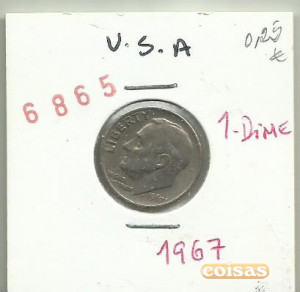 U.S.A
0,25
€
6865
1-DiME
LIBERTY
1967
coisas